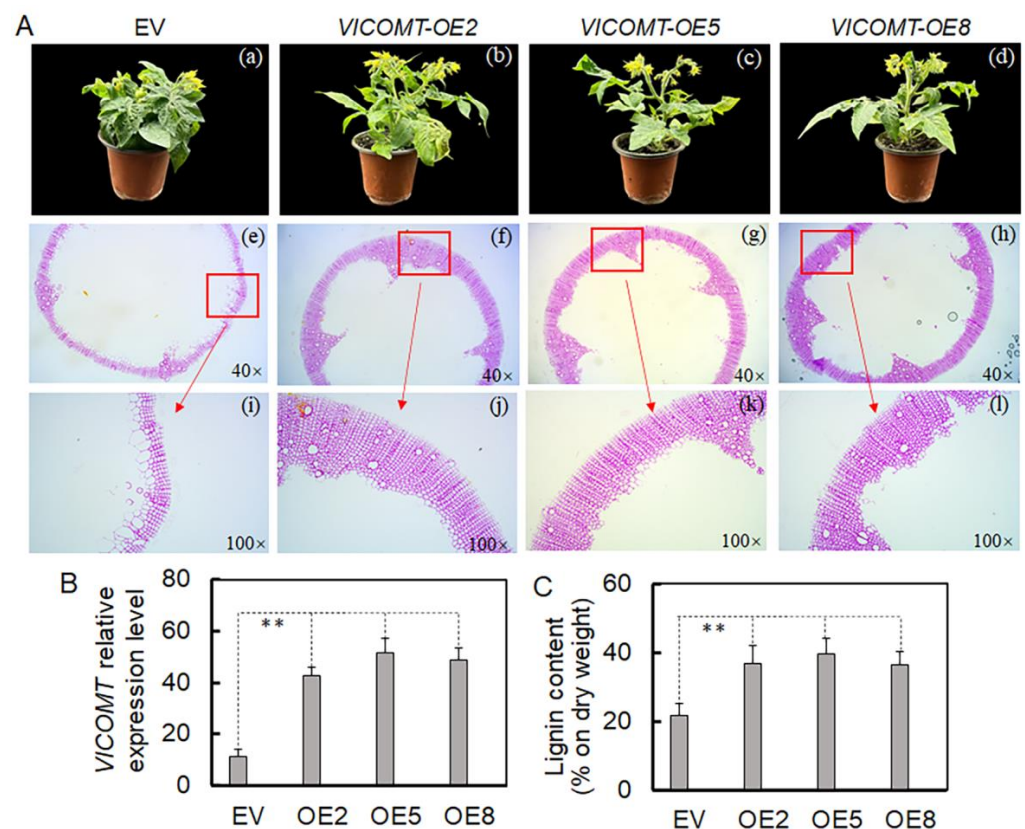 A
EV VlCOMT-OE2 VlCOMT-OE5 VlCOMT-OE8
(a) (b) (c) (d)
(e) (f) (g) (h)
40× 40× 40× 40×
(i) (j) (k) (l)
100× 100× 100× 100×
B
VlCOMT relative
expression level
80
60
40
20
0
**
EV OE2 OE5 OE8
C
Lignin content
(% on dry weight)
60
40
20
0
**
EV OE2 OE5 OE8